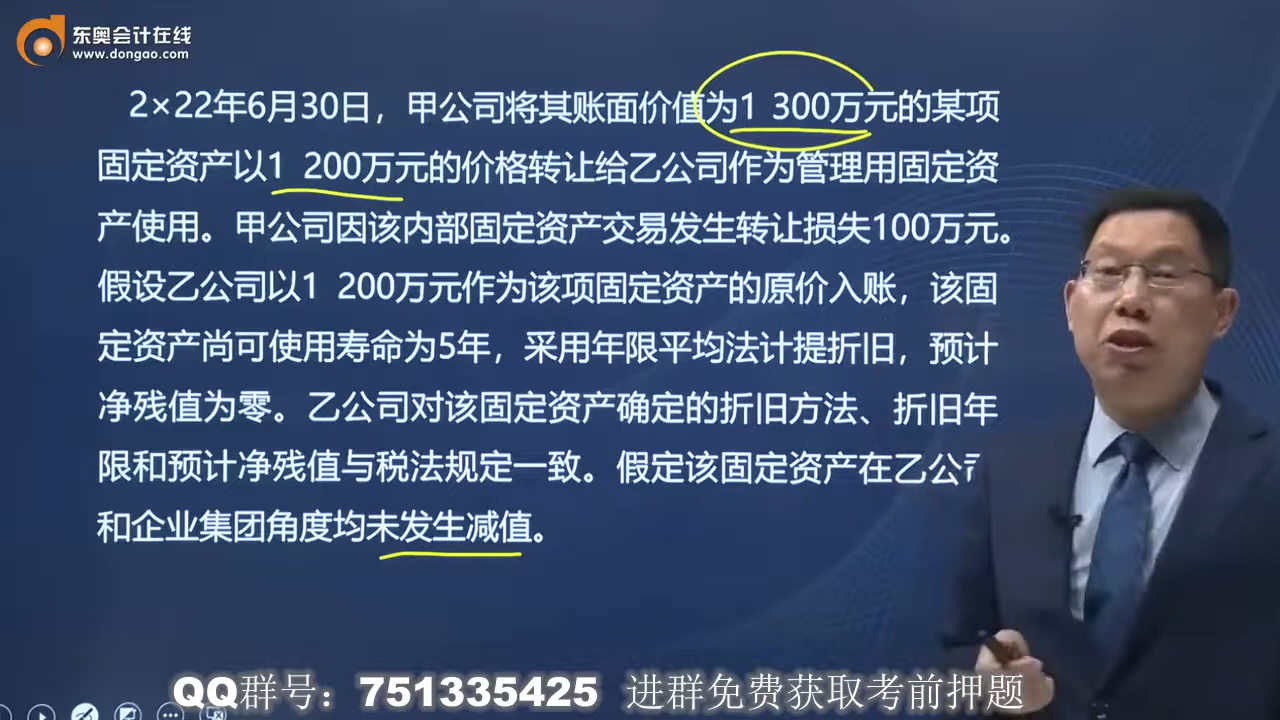 东奥会计在线
www.dongao.com
2×22年6月30日，甲公司将其账面价值为1 300万元的某项
固定资产以1 200万元的价格转让给乙公司作为管理用固定资
产使用。甲公司因该内部固定资产交易发生转让损失100万元。
假设乙公司以1 200万元作为该项固定资产的原价入账，该固
定资产尚可使用寿命为5年，采用年限平均法计提折旧，预计
净残值为零。乙公司对该固定资产确定的折旧方法、折旧年
限和预计净残值与税法规定一致。假定该固定资产在乙公司
和企业集团角度均未发生减值。
QQ群号：751335425 进群免费获取考前押题